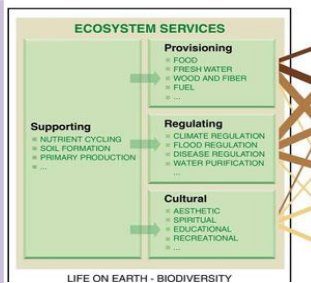 ECOSYSTEM SERVICES
Supporting
NUTRIENT CYCLING
SOIL FORMATION
PRIMARY PRODUCTION
...
Provisioning
FOOD
FRESH WATER
WOOD AND FIBER
FUEL
...
Regulating
CLIMATE REGULATION
FLOOD REGULATION
DISEASE REGULATION
WATER PURIFICATION
...
Cultural
AESTHETIC
SPIRITUAL
EDUCATIONAL
RECREATIONAL
...
LIFE ON EARTH - BIODIVERSITY